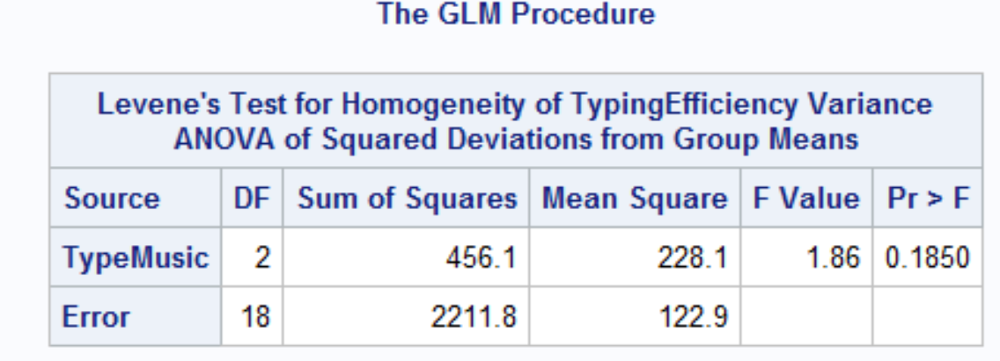 The GLM Procedure
Levene's Test for Homogeneity of TypingEfficiency Variance
ANOVA of Squared Deviations from Group Means
Source DF Sum of Squares Mean Square F Value Pr > F
TypeMusic 2 456.1 228.1 1.86 0.1850
Error 18 2211.8 122.9